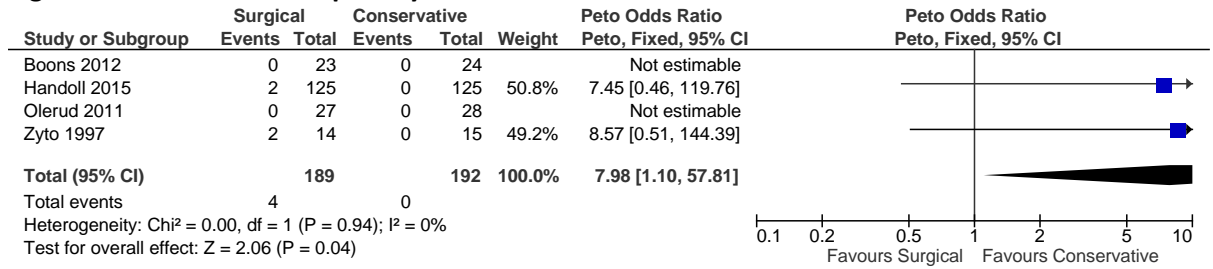 Surgical Conservative Peto Odds Ratio Peto Odds Ratio
Study or Subgroup Events Total Events Total Weight Peto, Fixed, 95% CI Peto, Fixed, 95% CI
Boons 2012 0 23 0 24 Not estimable
Handoll 2015 2 125 0 125 50.8% 7.45 [0.46, 119.76]
Olerud 2011 0 27 0 28 Not estimable
Zyto 1997 2 14 0 15 49.2% 8.57 [0.51, 144.39]
Total (95% CI) 189 192 100.0% 7.98 [1.10, 57.81]
Total events 4 0
Heterogeneity: Chi² = 0.00, df = 1 (P = 0.94); I² = 0%
Test for overall effect: Z = 2.06 (P = 0.04)
0.1 0.2 0.5 1 2 5 10
Favours Surgical Favours Conservative